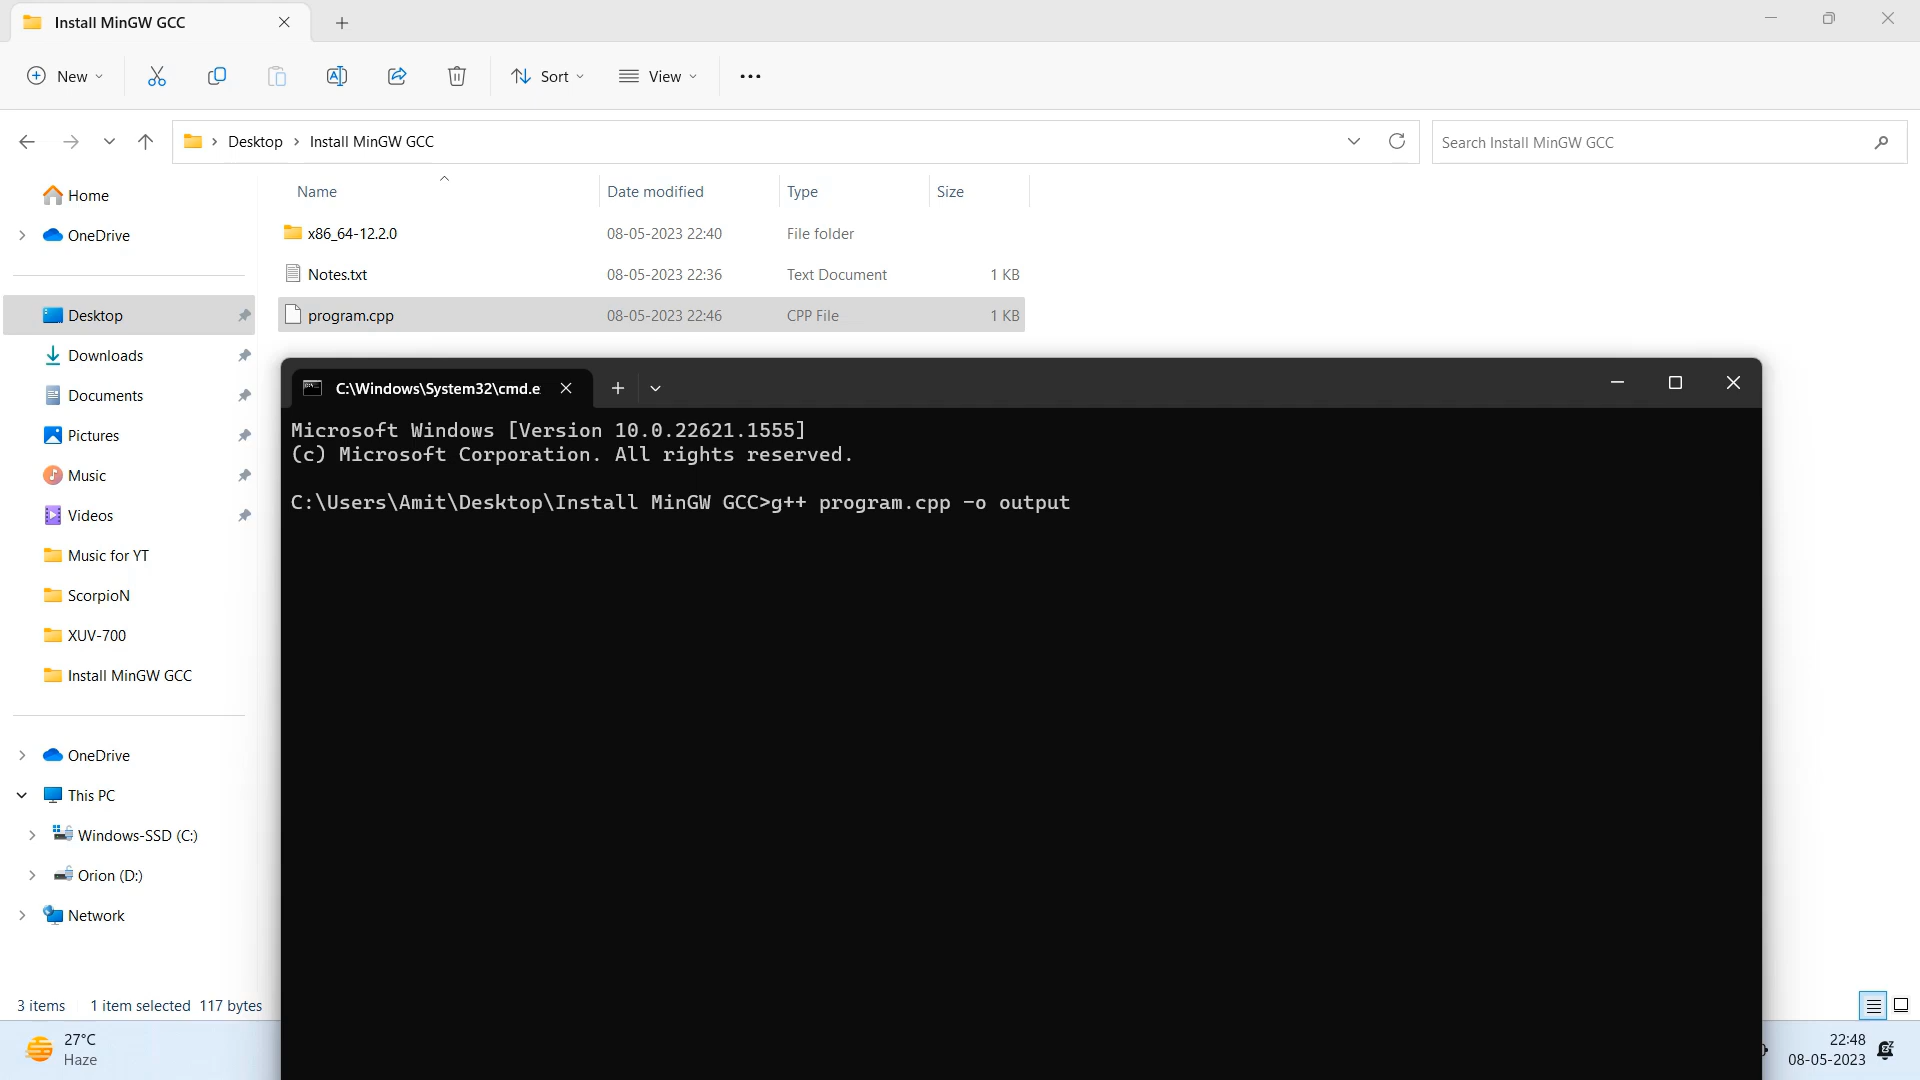 Install MinGW GCC
New
Sort
View
Desktop
Install MinGW GCC
Search Install MinGW GCC
Name
Date modified
Type
Size
x86_64-12.2.0
08-05-2023 22:40
File folder
Notes.txt
08-05-2023 22:36
Text Document
1 KB
program.cpp
08-05-2023 22:46
CPP File
1 KB
Home
OneDrive
Desktop
Downloads
Documents
Pictures
Music
Videos
Music for YT
ScorpioN
XUV-700
Install MinGW GCC
OneDrive
This PC
Windows-SSD (C:)
Orion (D:)
Network
C:\Windows\System32\cmd.e
Microsoft Windows [Version 10.0.22621.1555]
(c) Microsoft Corporation. All rights reserved.
C:\Users\Amit\Desktop\Install MinGW GCC>g++ program.cpp -o output
3 items
1 item selected 117 bytes
27°C
Haze
22:48
08-05-2023